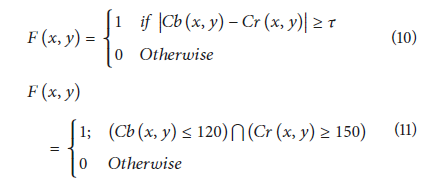 F (x, y) = { 1 if |Cb (x, y) − Cr (x, y)| ≥ τ (10)
0 Otherwise
F (x, y)
= { 1; (Cb (x, y) ≤ 120) ⋂ (Cr (x, y) ≥ 150) (11)
0 Otherwise